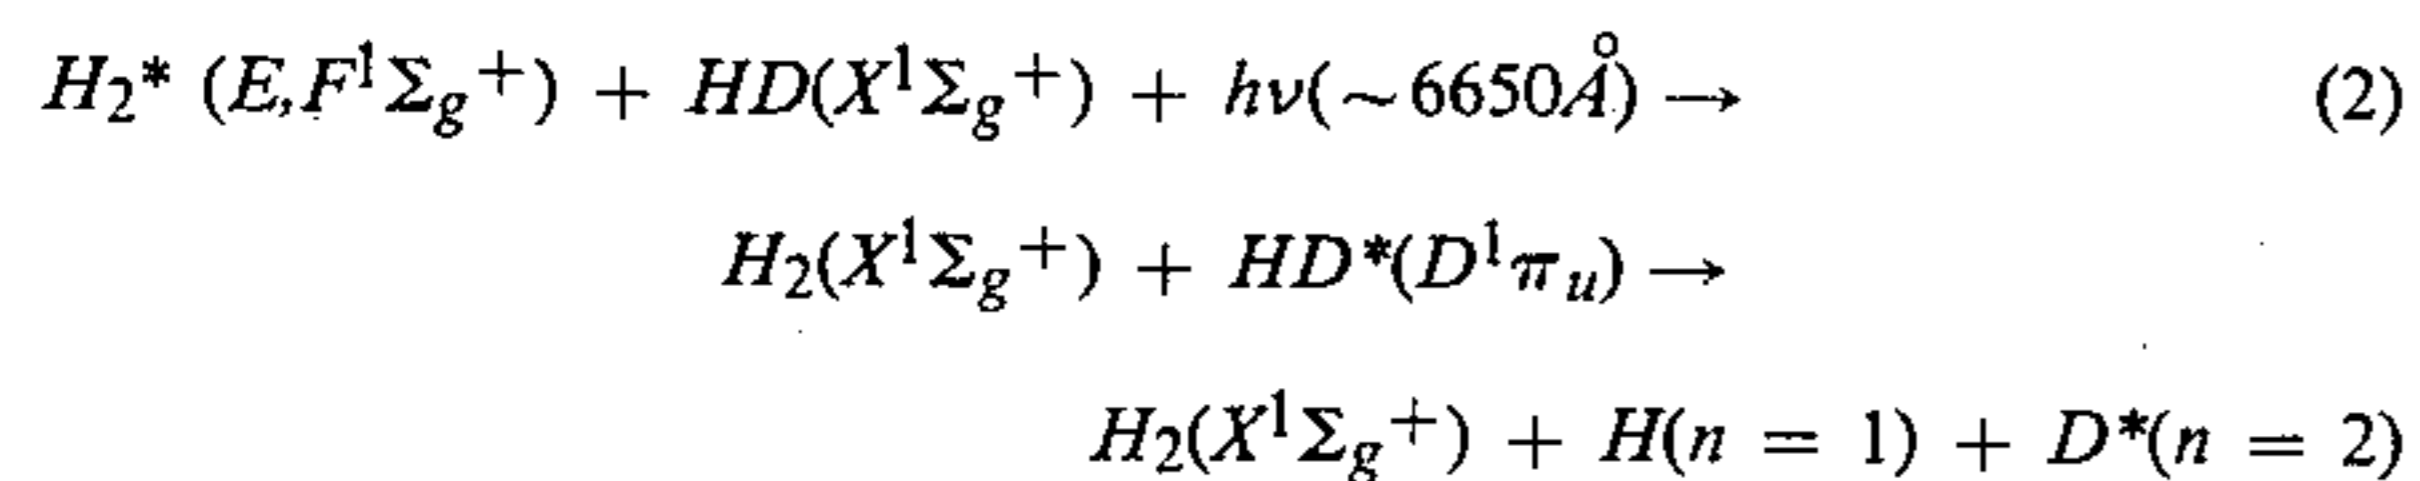 H₂* (E,F¹Σg⁺) + HD(X¹Σg⁺) + hν(~6650Å) → (2)
H₂(X¹Σg⁺) + HD*(D¹πu) →
H₂(X¹Σg⁺) + H(n = 1) + D*(n = 2)